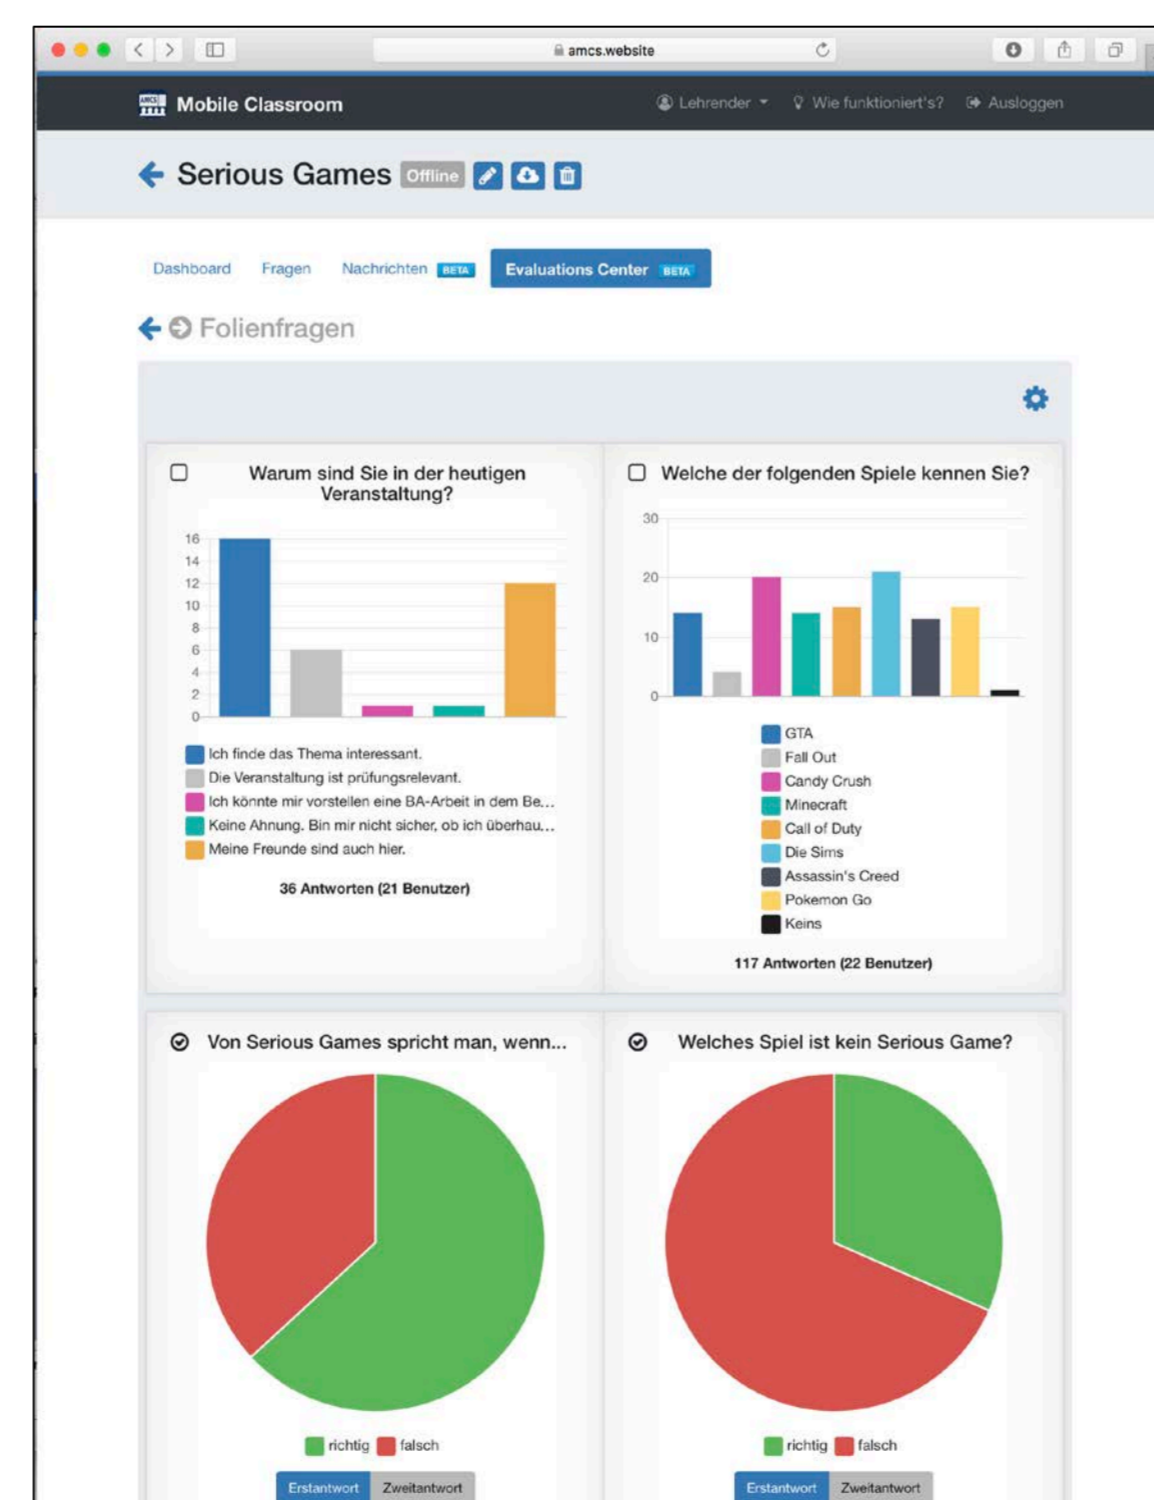 amcs.website
AMCS Mobile Classroom Lehrender Wie funktioniert's? Ausloggen
Serious Games Offline
Dashboard Fragen Nachrichten BETA Evaluations Center BETA
Folienfragen
Warum sind Sie in der heutigen
Veranstaltung?
16
14
12
10
8
6
4
2
0
Ich finde das Thema interessant.
Die Veranstaltung ist prüfungsrelevant.
Ich könnte mir vorstellen eine BA-Arbeit in dem Be...
Keine Ahnung. Bin mir nicht sicher, ob ich überhau...
Meine Freunde sind auch hier.
36 Antworten (21 Benutzer)
Welche der folgenden Spiele kennen Sie?
30
20
10
0
GTA
Fall Out
Candy Crush
Minecraft
Call of Duty
Die Sims
Assassin's Creed
Pokemon Go
Keins
117 Antworten (22 Benutzer)
Von Serious Games spricht man, wenn...
richtig falsch
Erstantwort Zweitantwort
Welches Spiel ist kein Serious Game?
richtig falsch
Erstantwort Zweitantwort